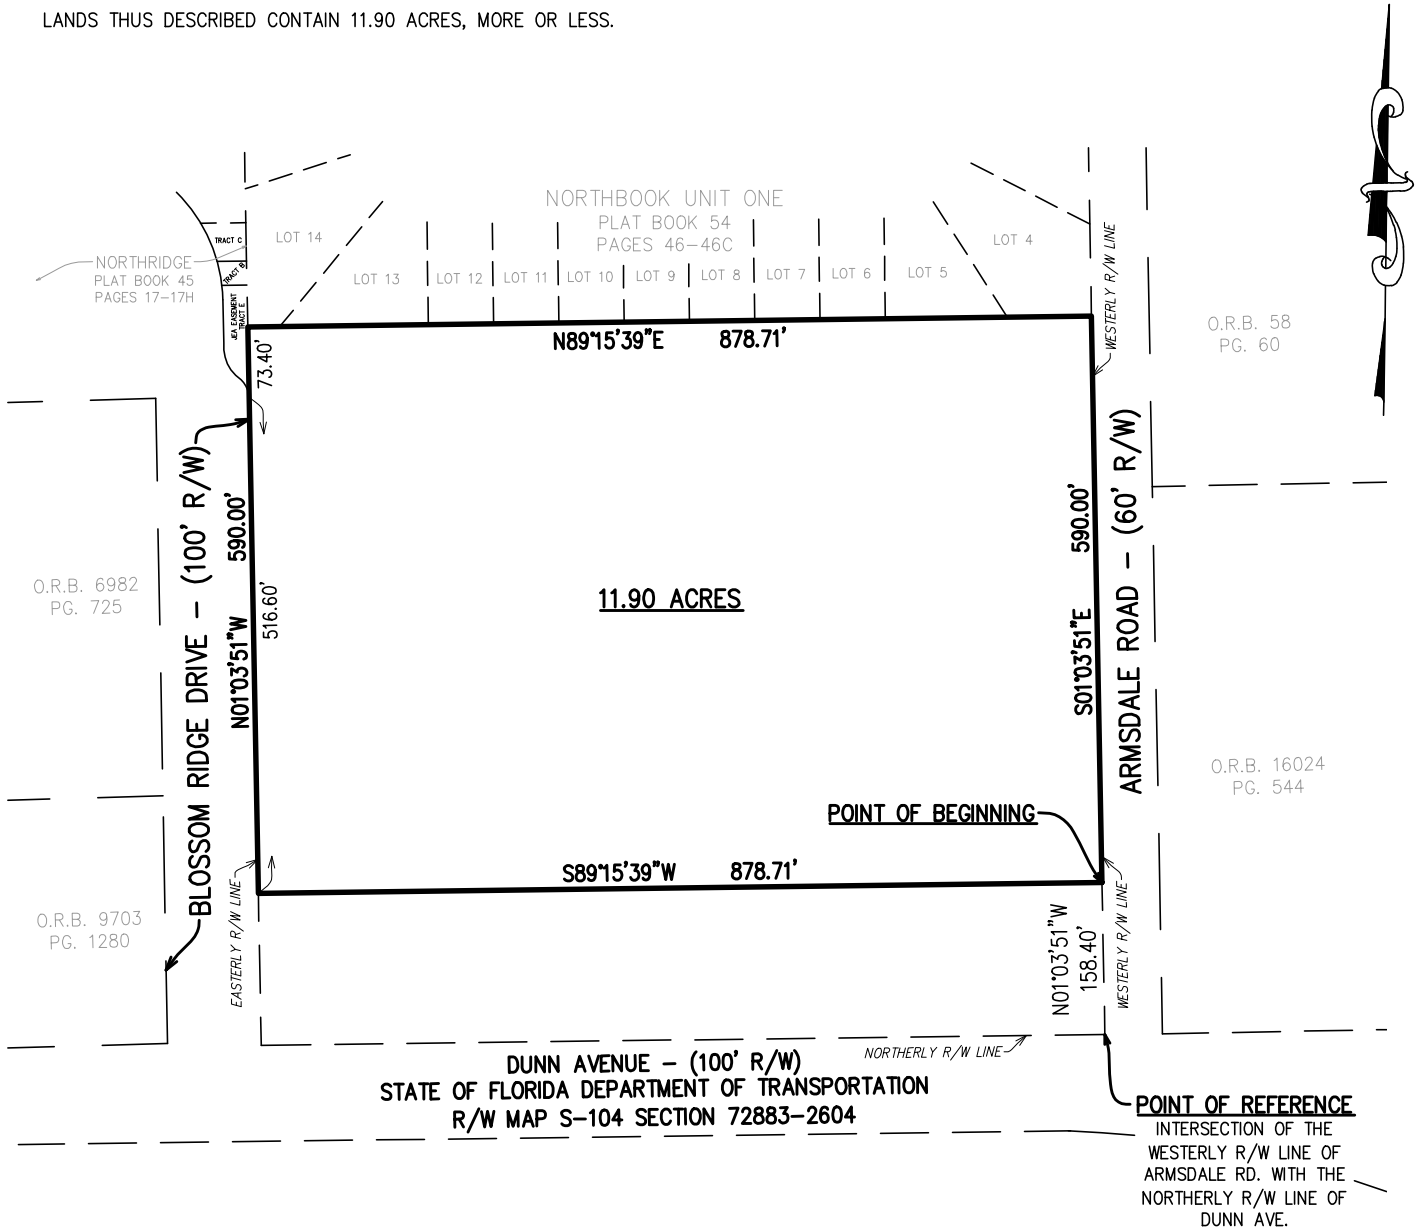 LANDS THUS DESCRIBED CONTAIN 11.90 ACRES, MORE OR LESS.
NORTHBOOK UNIT ONE
PLAT BOOK 54
PAGES 46-46C
LOT 14
LOT 13
LOT 12
LOT 11
LOT 10
LOT 9
LOT 8
LOT 7
LOT 6
LOT 5
LOT 4
TRACT C
TRACT B
JEA EASEMENT
TRACT E
NORTHRIDGE
PLAT BOOK 45
PAGES 17-17H
WESTERLY R/W LINE
O.R.B. 58
PG. 60
N89°15'39"E 878.71'
73.40'
BLOSSOM RIDGE DRIVE - (100' R/W)
N01°03'51"W 590.00'
516.60'
11.90 ACRES
S01°03'51"E 590.00'
ARMSDALE ROAD - (60' R/W)
O.R.B. 6982
PG. 725
O.R.B. 16024
PG. 544
POINT OF BEGINNING
S89°15'39"W 878.71'
O.R.B. 9703
PG. 1280
EASTERLY R/W LINE
N01°03'51"W
158.40'
WESTERLY R/W LINE
NORTHERLY R/W LINE
DUNN AVENUE - (100' R/W)
STATE OF FLORIDA DEPARTMENT OF TRANSPORTATION
R/W MAP S-104 SECTION 72883-2604
POINT OF REFERENCE
INTERSECTION OF THE
WESTERLY R/W LINE OF
ARMSDALE RD. WITH THE
NORTHERLY R/W LINE OF
DUNN AVE.